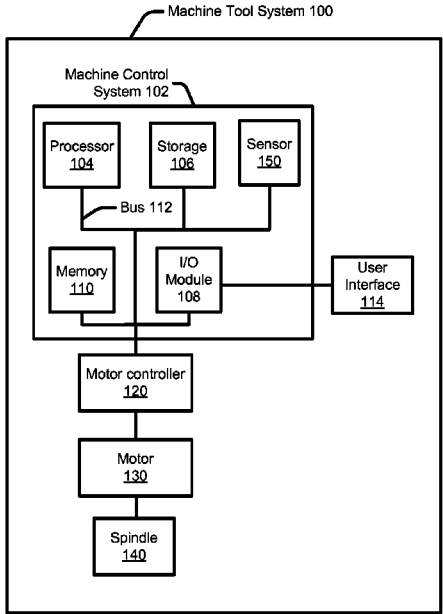 Machine Tool System 100
Machine Control
System 102
Processor
104
Storage
106
Sensor
150
Bus 112
Memory
110
I/O
Module
108
User
Interface
114
Motor controller
120
Motor
130
Spindle
140